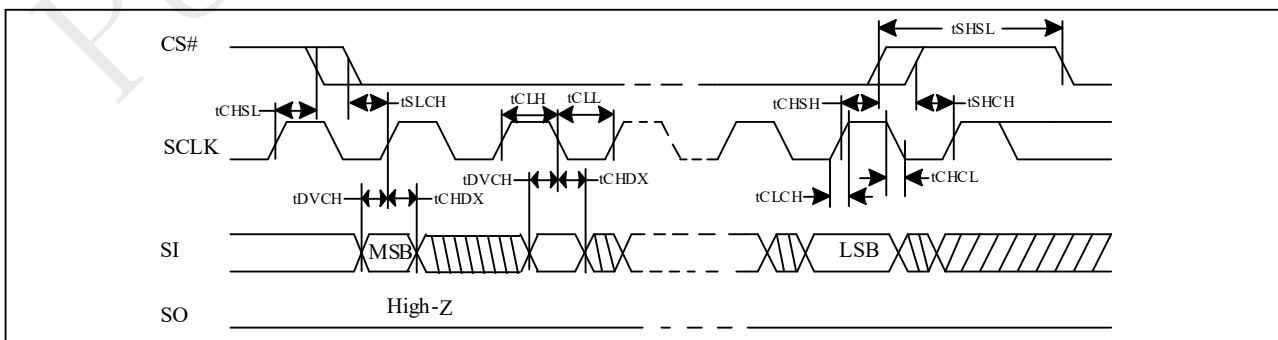 CS#
tSHSL
tCHSL
tSLCH
tCLH
tCLL
tCHSH
tSHCH
SCLK
tDVCH
tCHDX
tDVCH
tCHDX
tCLCH
tCHCL
SI
MSB
LSB
SO
High-Z